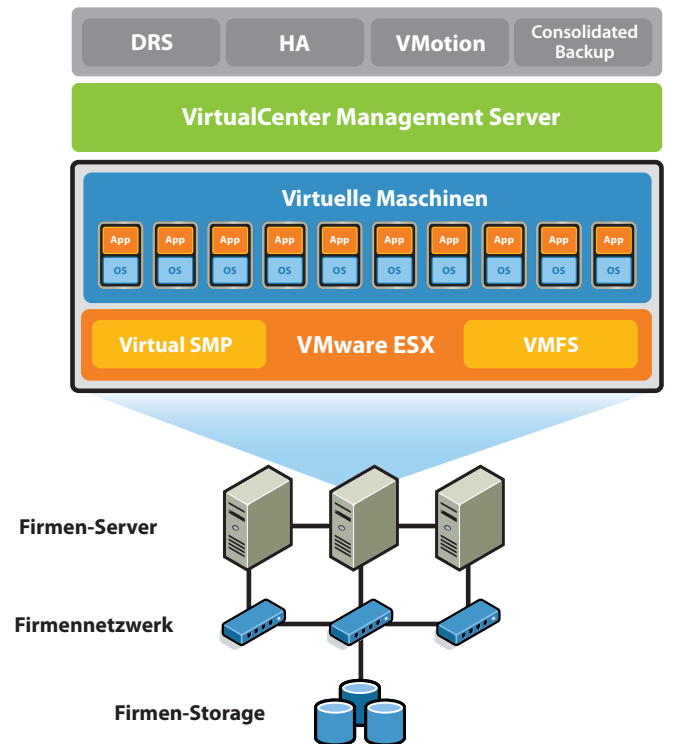 DRS
HA
VMotion
Consolidated
Backup
VirtualCenter Management Server
Virtuelle Maschinen
App App App App App App App App App App
OS OS OS OS OS OS OS OS OS OS
Virtual SMP
VMware ESX
VMFS
Firmen-Server
Firmennetzwerk
Firmen-Storage